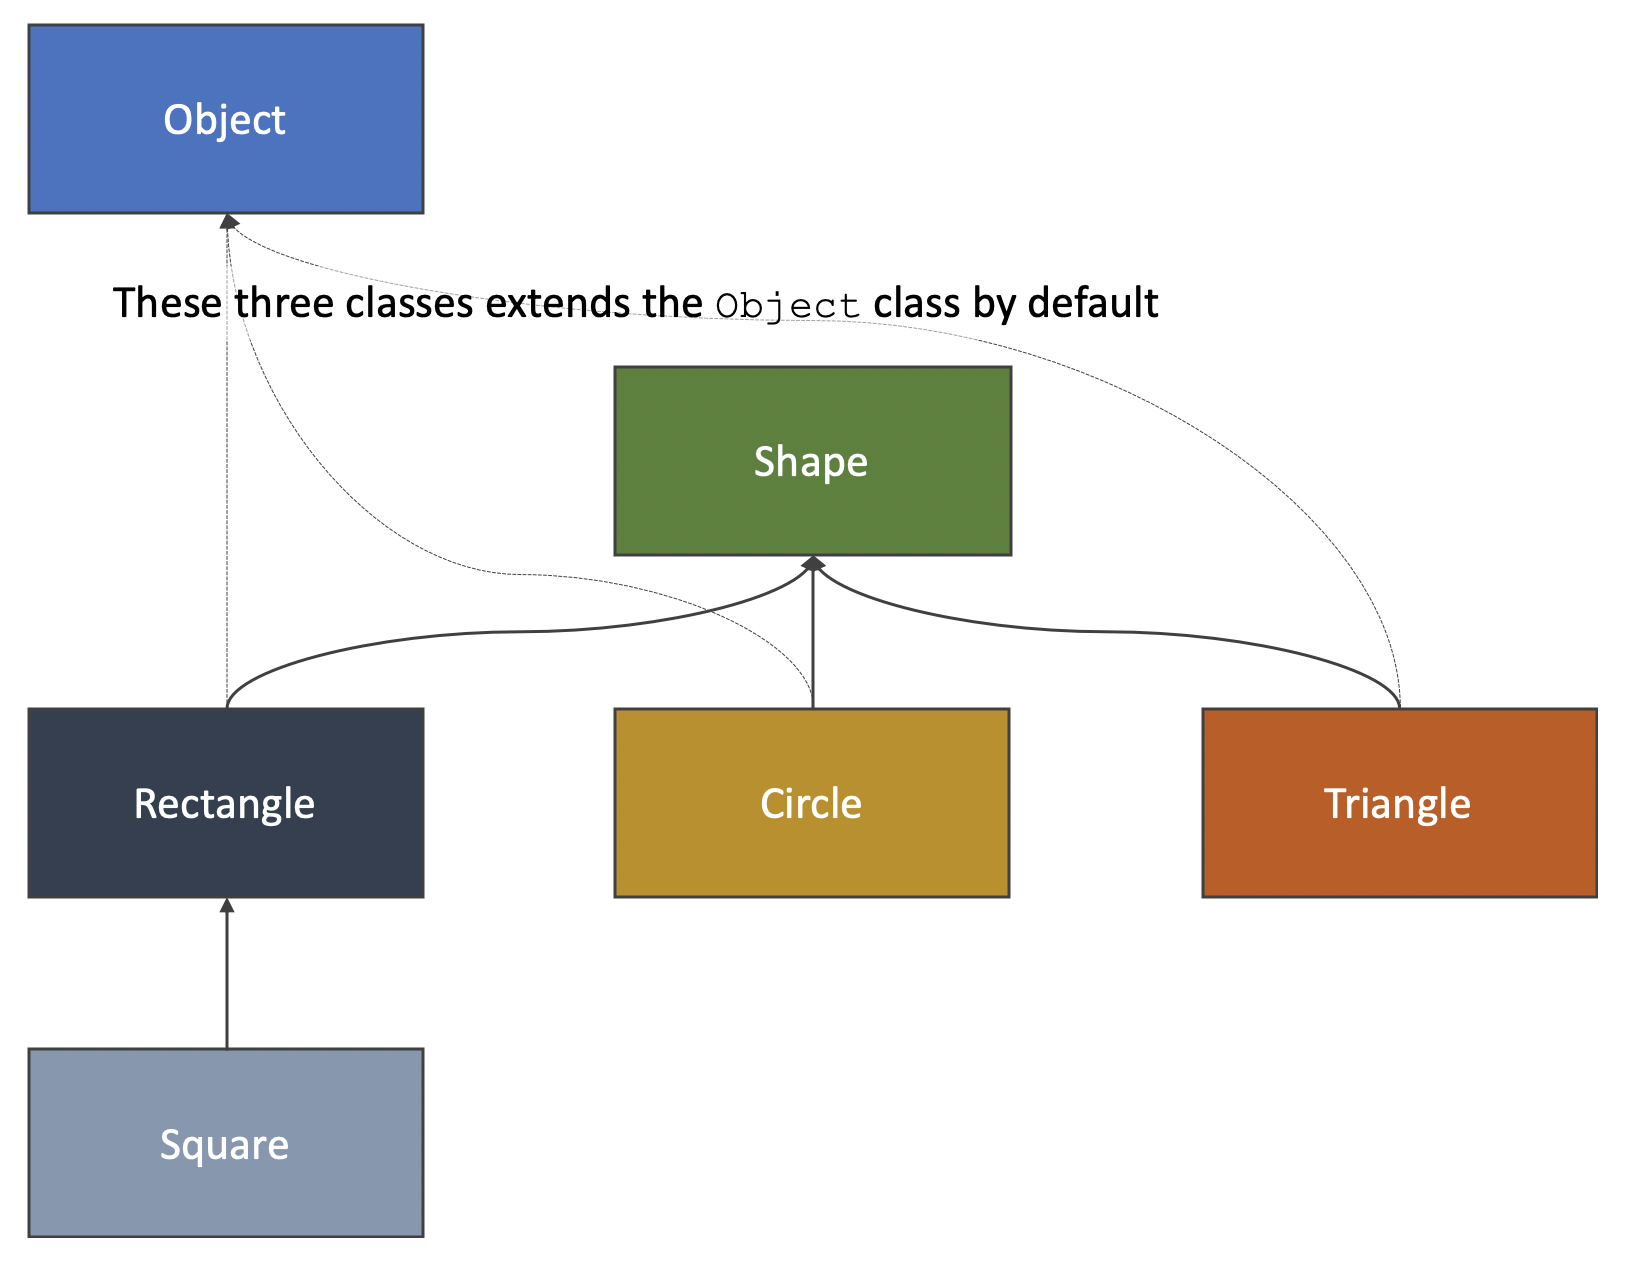 Object
These three classes extends the Object class by default
Shape
Rectangle
Circle
Triangle
Square